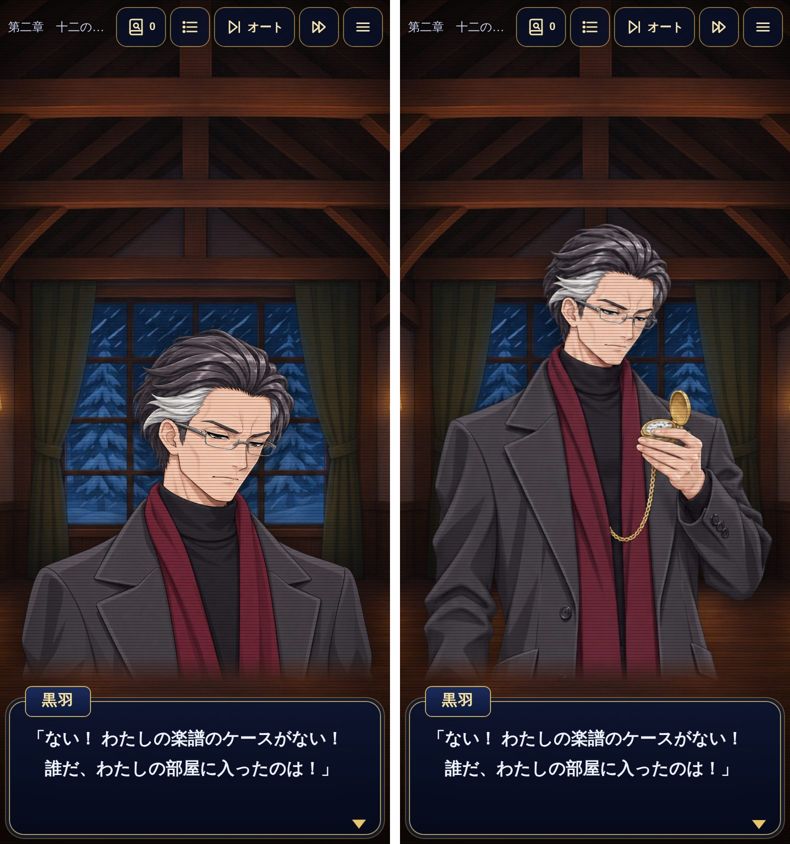 第二章　十二の…
0
オート
黒羽
「ない！ わたしの楽譜のケースがない！
誰だ、わたしの部屋に入ったのは！」
第二章　十二の…
0
オート
黒羽
「ない！ わたしの楽譜のケースがない！
誰だ、わたしの部屋に入ったのは！」